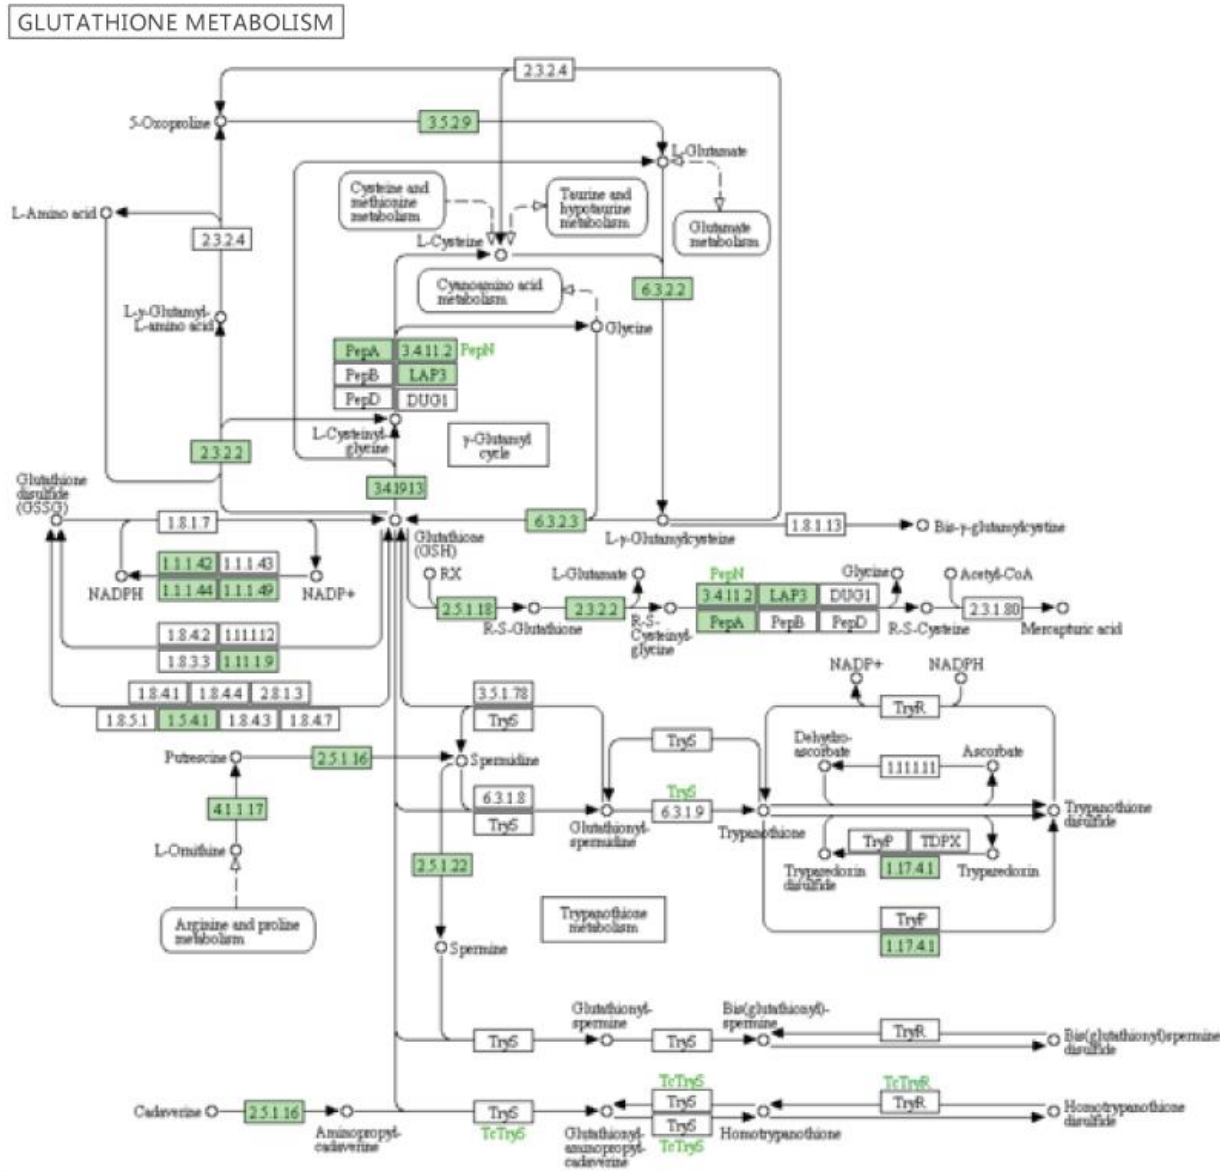 GLUTATHIONE METABOLISM
2.3.2.4
5-Oxoproline
3.5.2.9
L-Glutamate
Cysteine and
methionine
metabolism
Taurine and
hypotaurine
metabolism
L-Amino acid
Glutamate
metabolism
2.3.2.4
L-Cysteine
Cyanoamino acid
metabolism
6.3.2.2
L-γ-Glutamyl-
L-amino acid
Glycine
PepA
3.4.11.2
PepN
PepB
LAP3
PepD
DUG1
L-Cysteinyl-
glycine
γ-Glutamyl
cycle
2.3.2.2
3.4.19.13
Glutathione
disulfide
(GSSG)
1.8.1.7
6.3.2.3
1.8.1.13
Bis-γ-glutamylcystine
Glutathione
(GSH)
L-γ-Glutamylcysteine
1.1.1.42
1.1.1.43
1.1.1.44
1.1.1.49
NADPH
NADP+
RX
L-Glutamate
PepN
Glycine
Acetyl-CoA
2.5.1.18
2.3.2.2
3.4.11.2
LAP3
DUG1
PepA
PepB
PepD
2.3.1.80
R-S-Glutathione
R-S-
Cysteinyl-
glycine
R-S-Cysteine
Mercapturic acid
1.8.4.2
1.11.1.12
1.8.3.3
1.11.1.9
1.8.4.1
1.8.4.4
2.8.1.3
1.8.5.1
1.5.4.1
1.8.4.3
1.8.4.7
3.5.1.78
TryS
NADP+
NADPH
TryR
Putrescine
2.5.1.16
Spermidine
TryS
Dehydro-
ascorbate
Ascorbate
1.11.1.11
4.1.1.17
6.3.1.8
TryS
TryS
6.3.1.9
Glutathionyl-
spermidine
Trypanothione
Trypanothione
disulfide
L-Ornithine
2.5.1.22
TryP
TDPX
1.17.4.1
Tryparedoxin
disulfide
Tryparedoxin
Arginine and proline
metabolism
Trypanothione
metabolism
TryP
1.17.4.1
Spermine
Glutathionyl-
spermine
Bis(glutathionyl)-
spermine
TryS
TryS
TryR
Bis(glutathionyl)spermine
disulfide
Cadaverine
2.5.1.16
Aminopropyl-
cadaverine
TryS
TcTryS
Glutathionyl-
aminopropyl-
cadaverine
TcTryS
TryS
TryS
TcTryS
Homotrypanothione
TcTryR
TryR
Homotrypanothione
disulfide